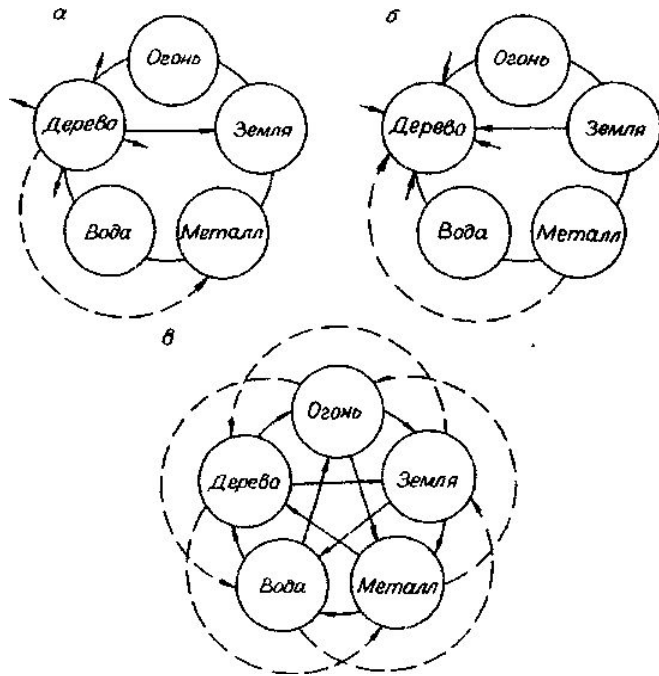 а
Огонь
Дерево
Земля
Вода
Металл
б
Огонь
Дерево
Земля
Вода
Металл
в
Огонь
Дерево
Земля
Вода
Металл